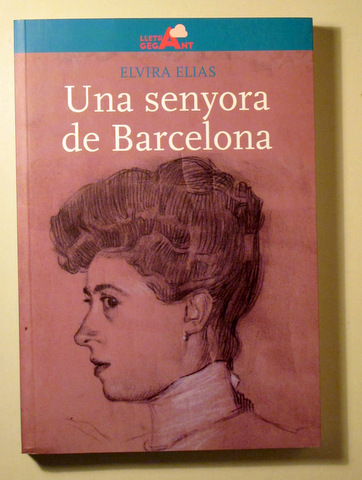 LLETRA
GEGANT
ELVIRA ELIAS
Una senyora
de Barcelona